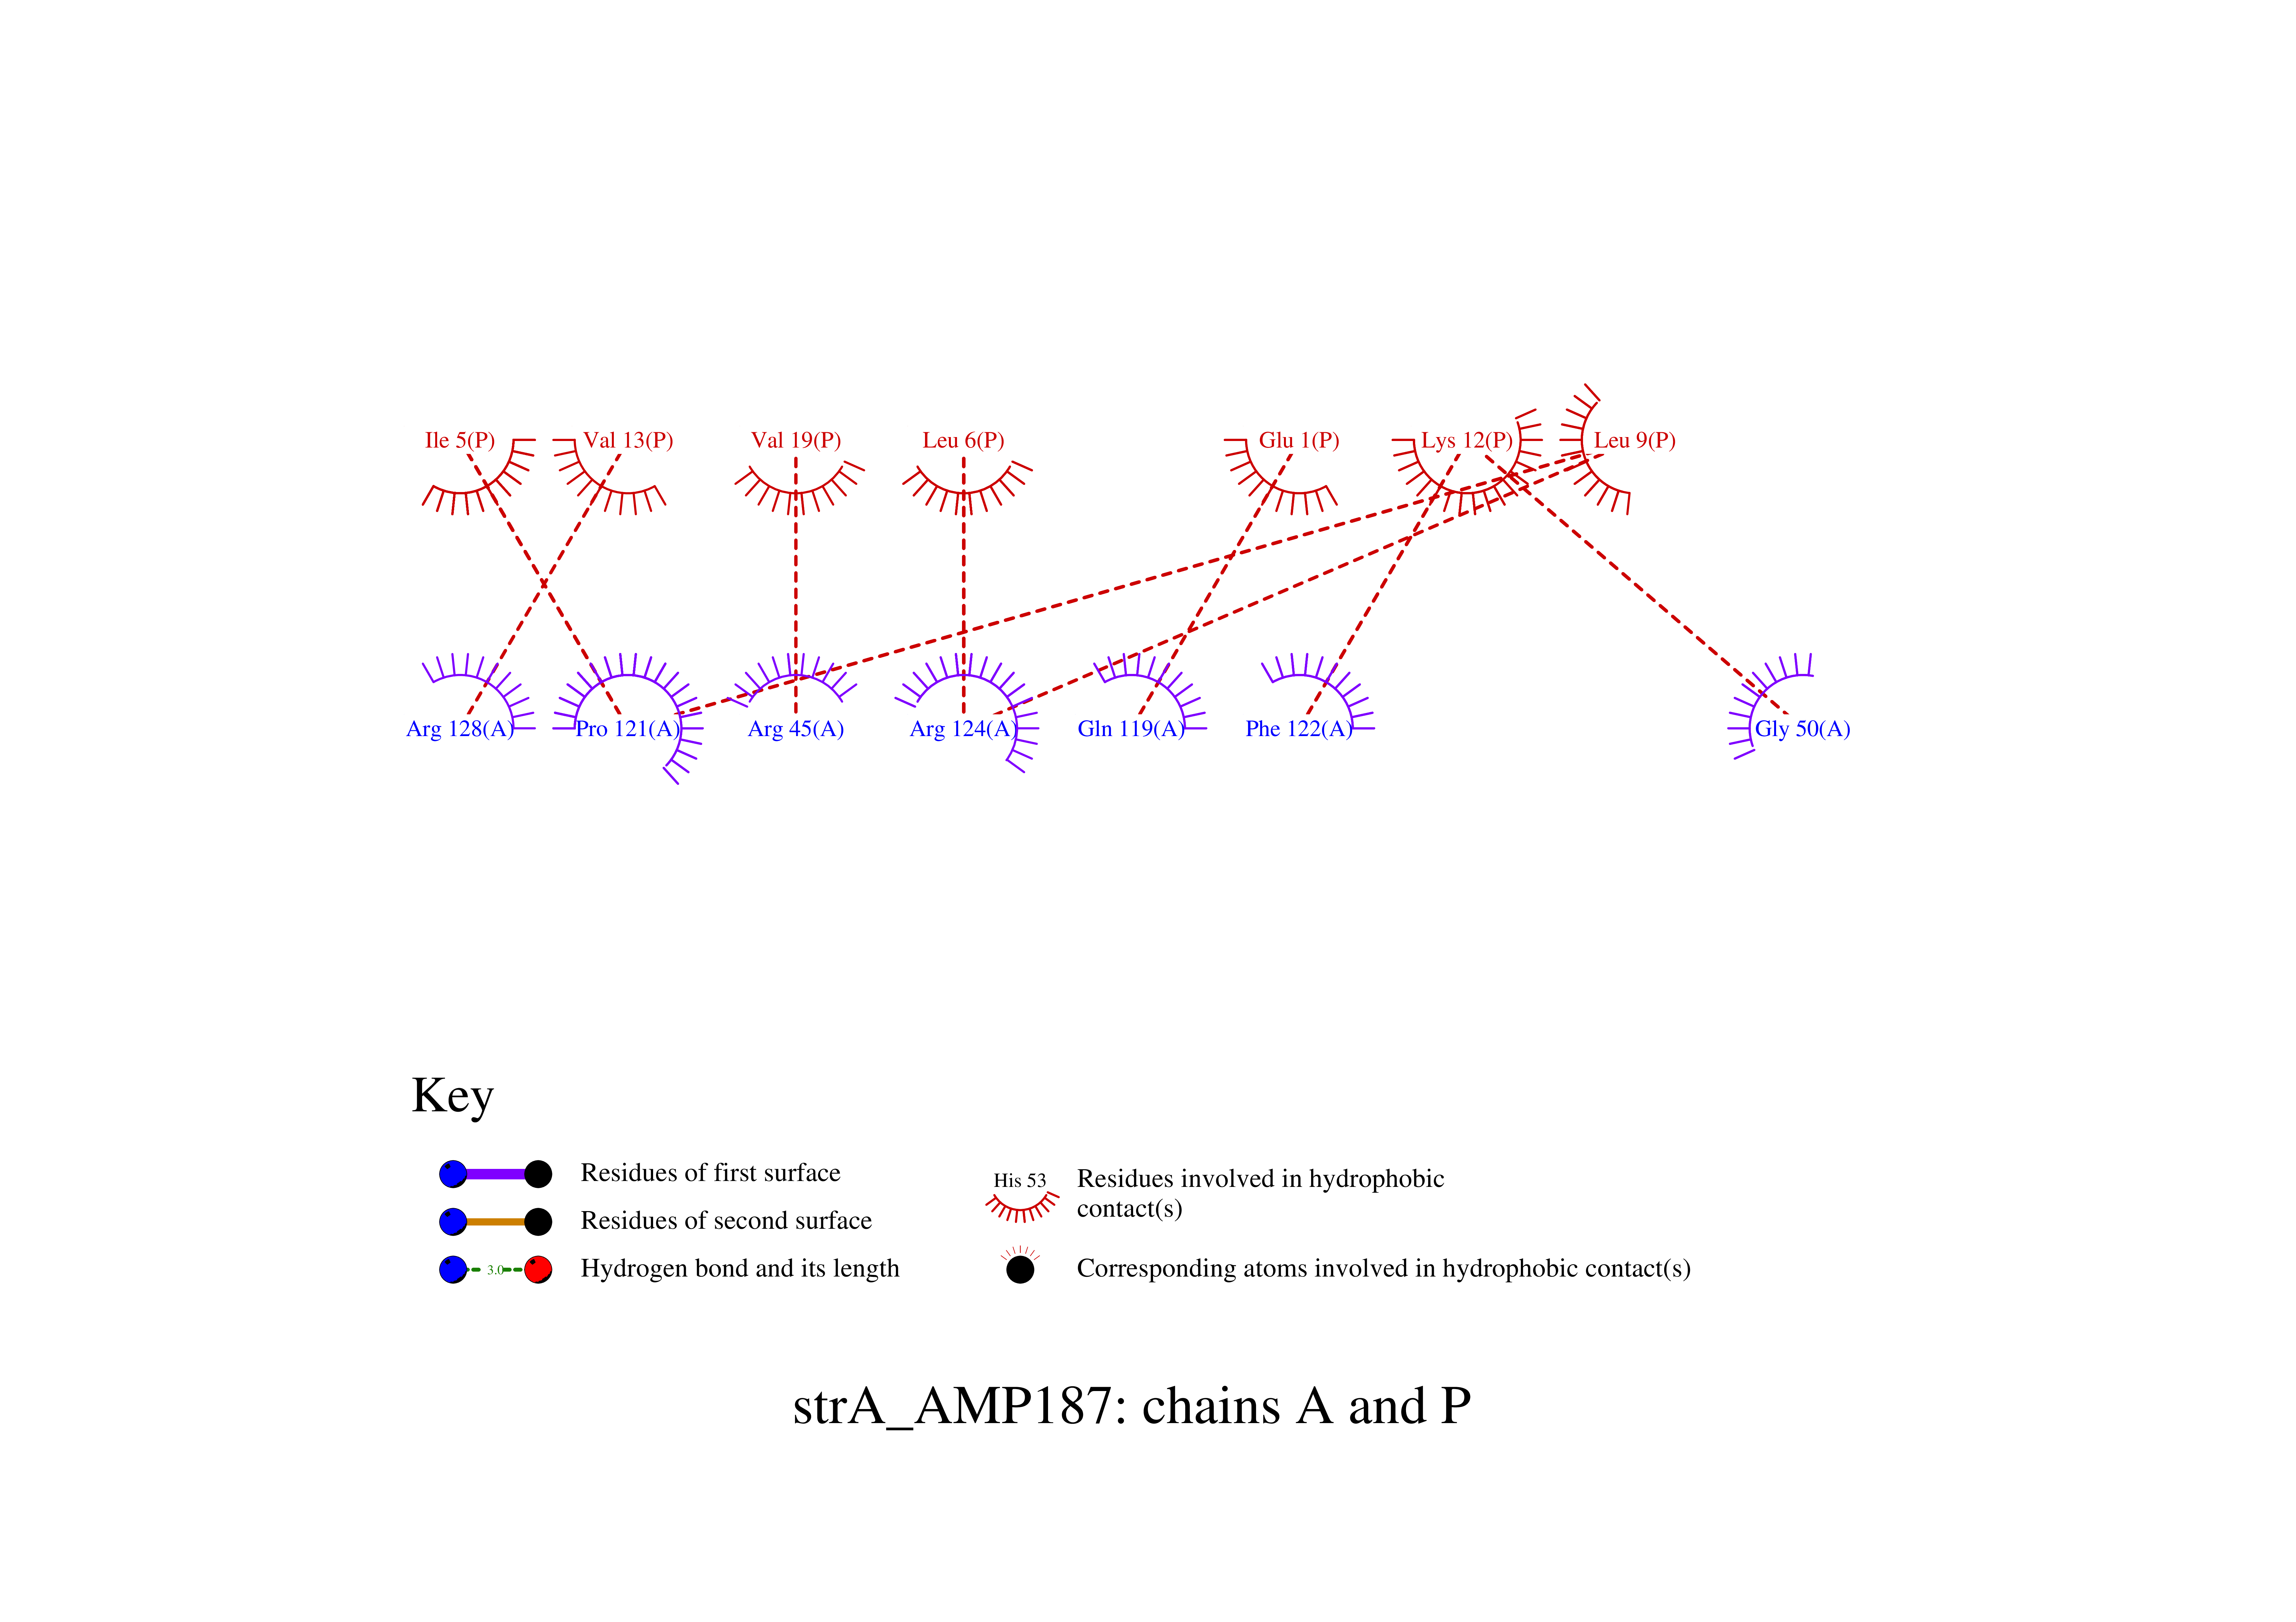 Ile 5(P) Val 13(P) Val 19(P) Leu 6(P) Glu 1(P) Lys 12(P) Leu 9(P)
Arg 128(A) Pro 121(A) Arg 45(A) Arg 124(A) Gln 119(A) Phe 122(A) Gly 50(A)
Key
Residues of first surface
Residues of second surface
3.0 Hydrogen bond and its length
His 53 Residues involved in hydrophobic
contact(s)
Corresponding atoms involved in hydrophobic contact(s)
strA_AMP187: chains A and P